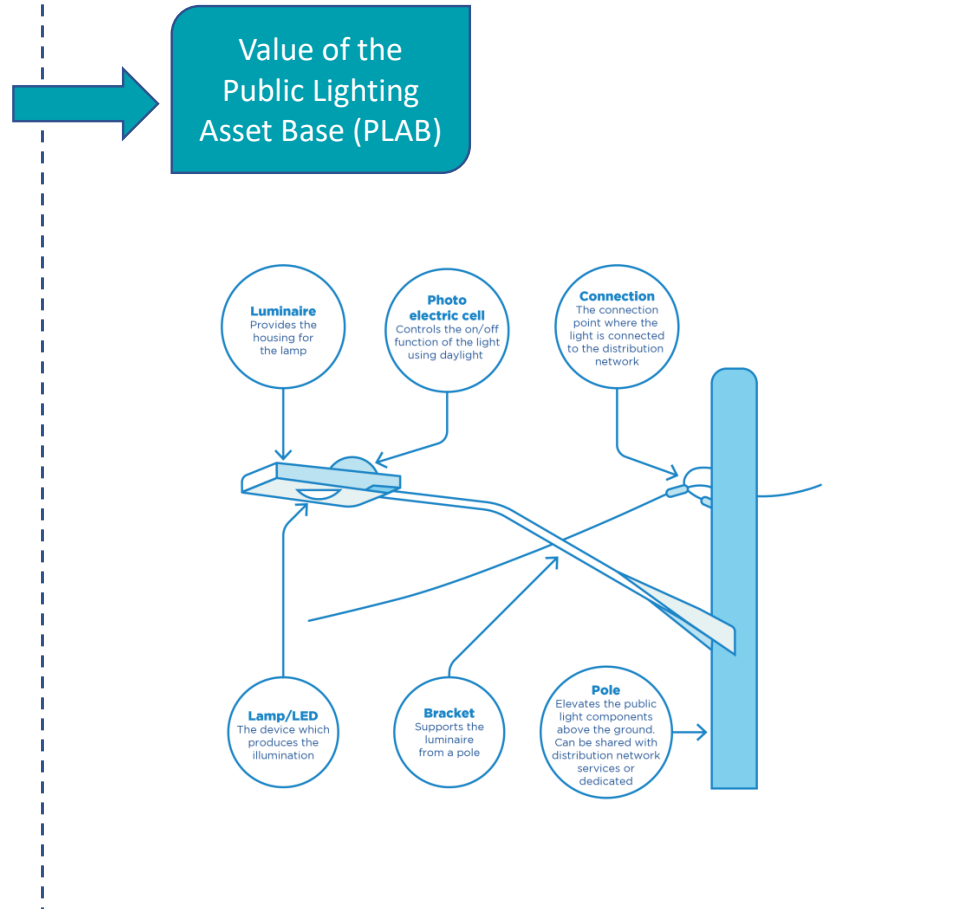 Value of the
Public Lighting
Asset Base (PLAB)
Luminaire
Provides the
housing for
the lamp
Photo
electric cell
Controls the on/off
function of the light
using daylight
Connection
The connection
point where the
light is connected
to the distribution
network
Lamp/LED
The device which
produces the
illumination
Bracket
Supports the
luminaire
from a pole
Pole
Elevates the public
light components
above the ground.
Can be shared with
distribution network
services or
dedicated